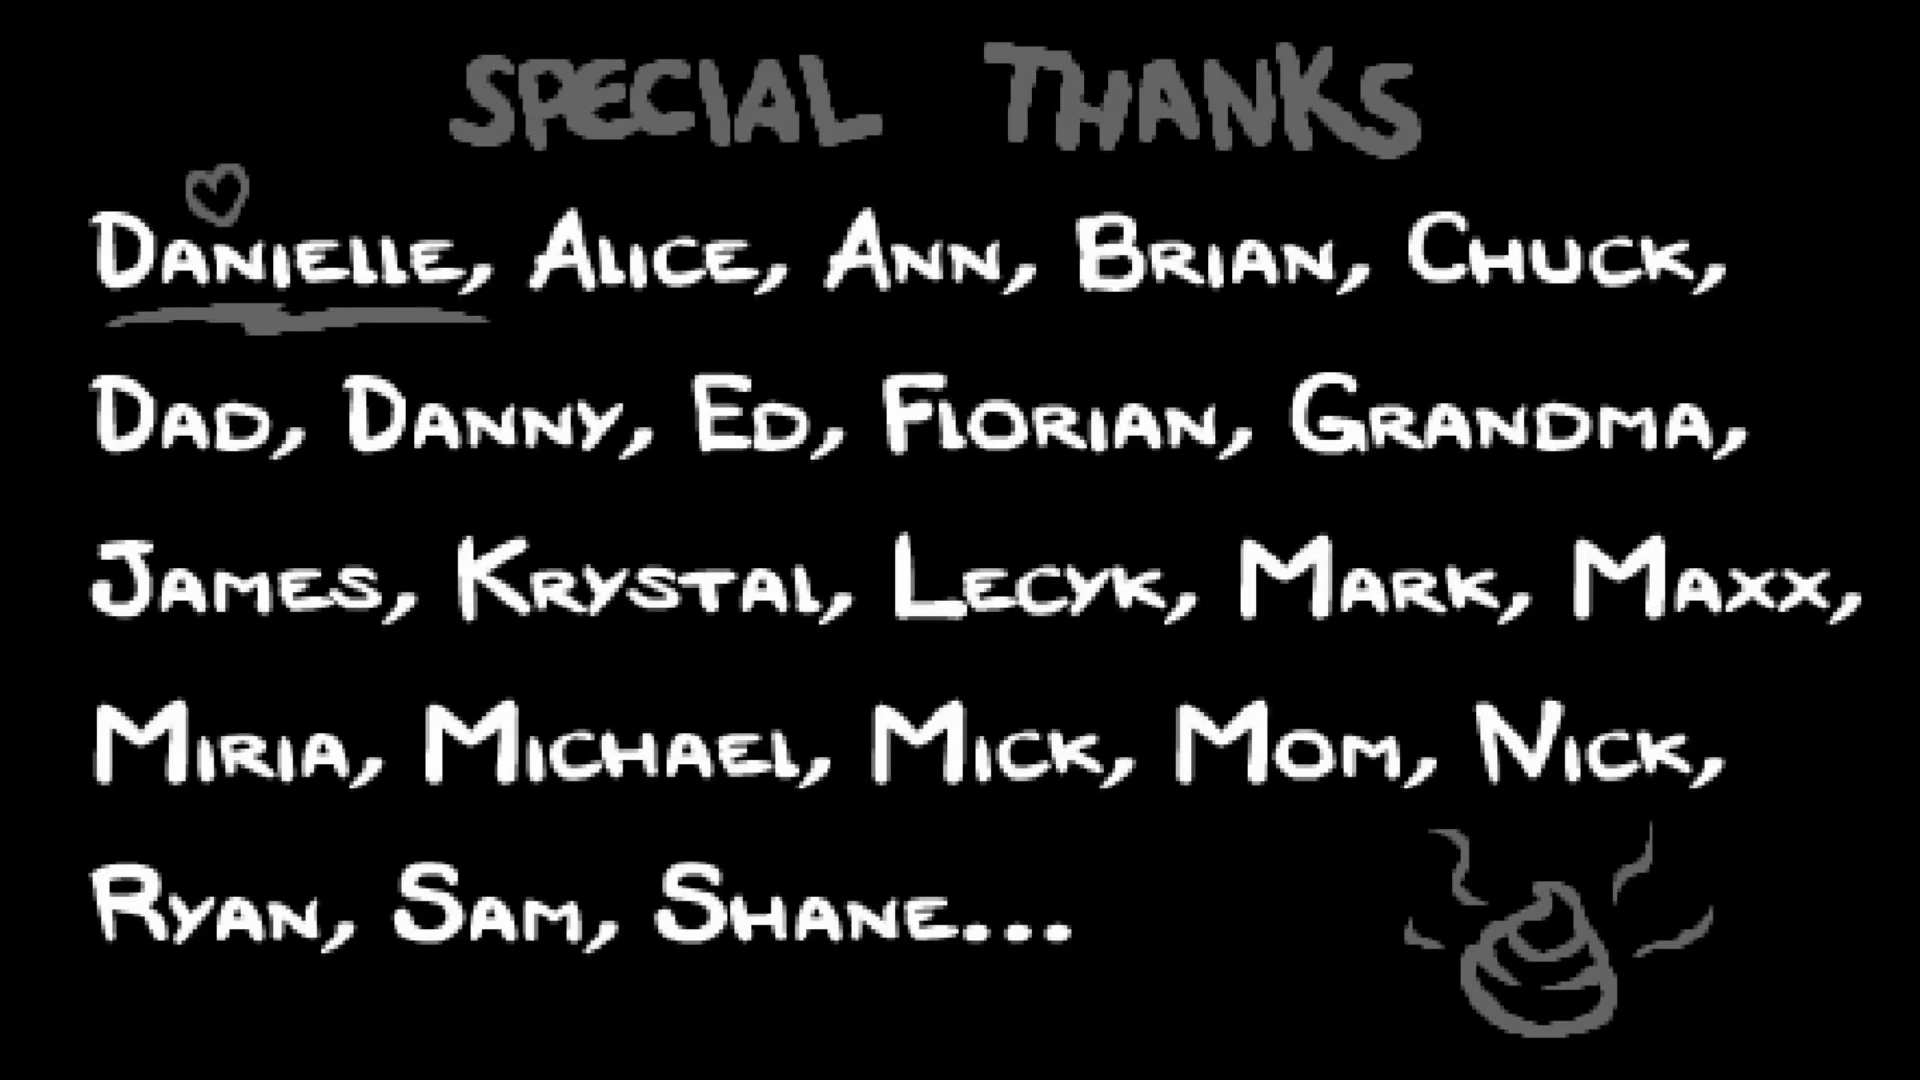 SPECIAL THANKS
DANIELLE, ALICE, ANN, BRIAN, CHUCK,
DAD, DANNY, ED, FLORIAN, GRANDMA,
JAMES, KRYSTAL, LECYK, MARK, MAXX,
MIRIA, MICHAEL, MICK, MOM, NICK,
RYAN, SAM, SHANE...